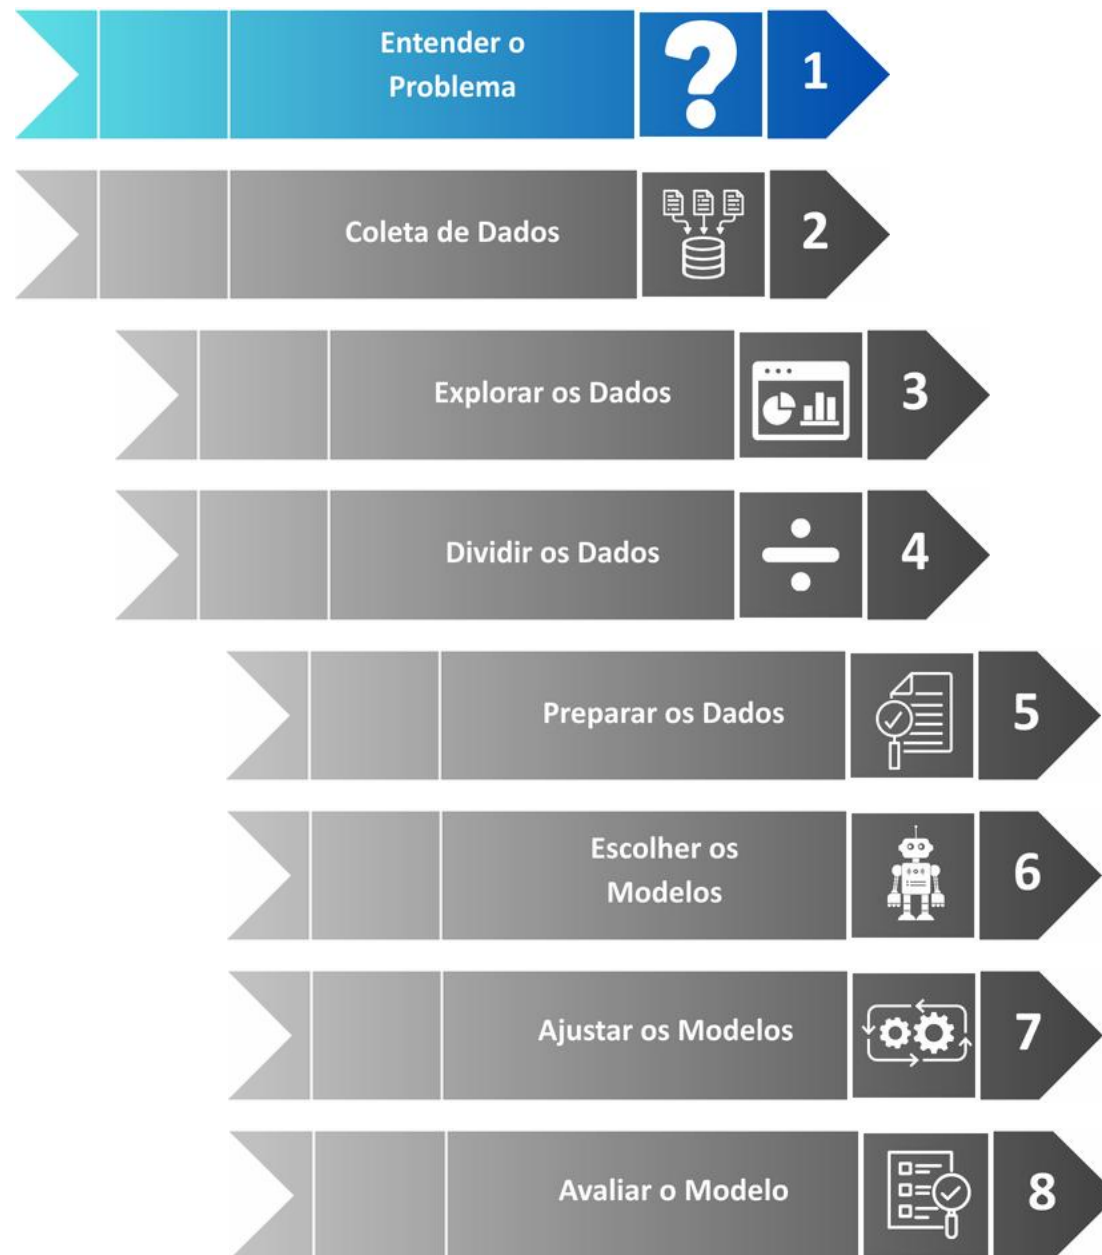 Entender o
Problema
1
Coleta de Dados
2
Explorar os Dados
3
Dividir os Dados
4
Preparar os Dados
5
Escolher os
Modelos
6
Ajustar os Modelos
7
Avaliar o Modelo
8